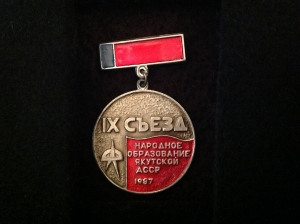 IX СЪЕЗД
НАРОДНОЕ
ОБРАЗОВАНИЕ
ЯКУТСКОЙ
АССР
1987